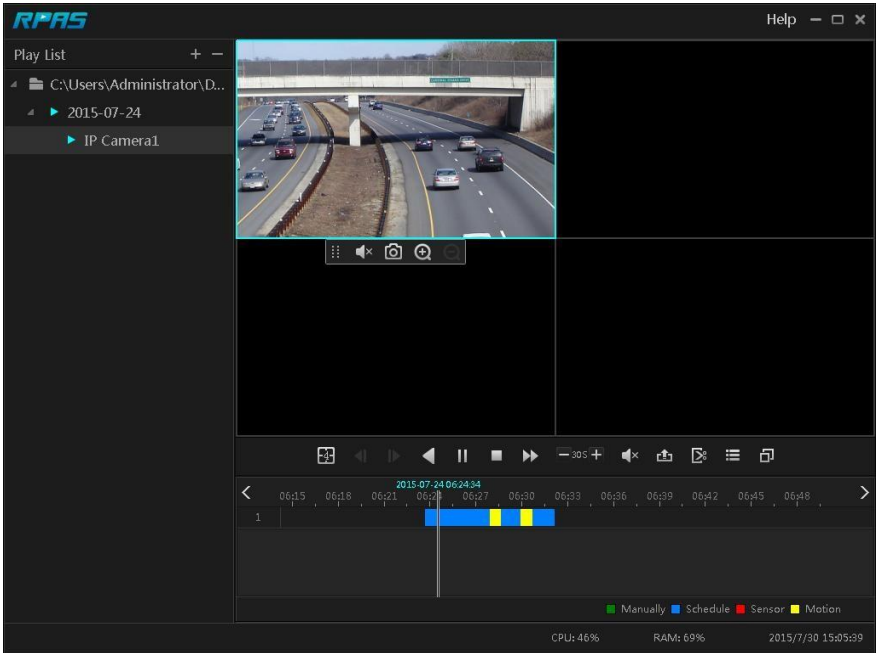 RPAS
Help
Play List
C:\Users\Administrator\D...
2015-07-24
IP Camera1
30S
2015-07-24 06:24:34
06:15 06:18 06:21 06:24 06:27 06:30 06:33 06:36 06:39 06:42 06:45 06:48
1
Manually Schedule Sensor Motion
CPU: 46% RAM: 69% 2015/7/30 15:05:39